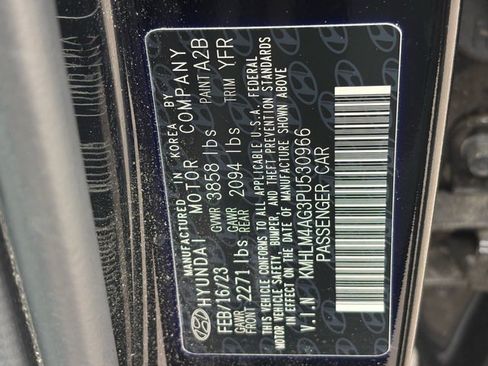 MANUFACTURED IN KOREA BY
HYUNDAI MOTOR COMPANY
FEB/16/23 GVWR 3858 lbs PAINT A2B
GAWR FRONT 2271 lbs GAWR REAR 2094 lbs TRIM YFR
THIS VEHICLE CONFORMS TO ALL APPLICABLE U.S.A. FEDERAL
MOTOR VEHICLE SAFETY, BUMPER, AND THEFT PREVENTION STANDARDS
IN EFFECT ON THE DATE OF MANUFACTURE SHOWN ABOVE
V.I.N KMHLM4AG3PU530966
PASSENGER CAR